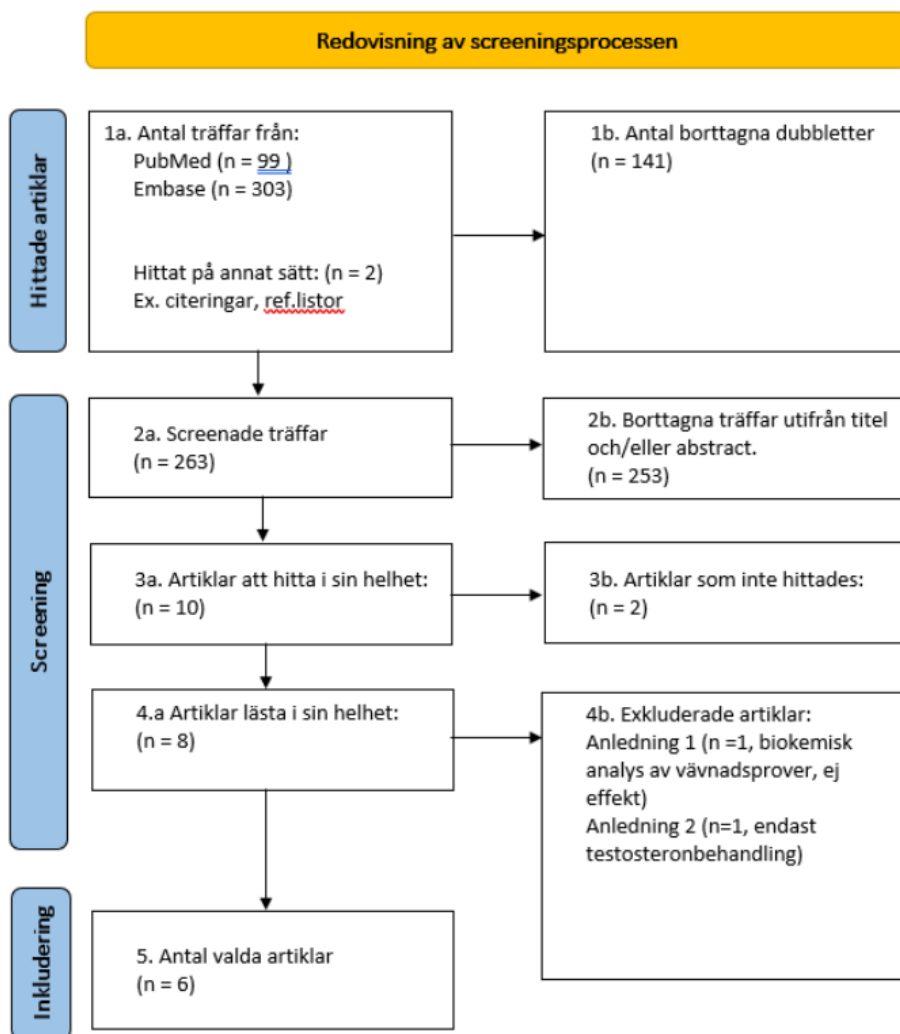 Redovisning av screeningsprocessen
Hittade artiklar
1a. Antal träffar från:
PubMed (n = 99 )
Embase (n = 303)
Hittat på annat sätt: (n = 2)
Ex. citeringar, ref.listor
1b. Antal borttagna dubbletter
(n = 141)
Screening
2a. Screenade träffar
(n = 263)
2b. Borttagna träffar utifrån titel
och/eller abstract.
(n = 253)
3a. Artiklar att hitta i sin helhet:
(n = 10)
3b. Artiklar som inte hittades:
(n = 2)
4.a Artiklar lästa i sin helhet:
(n = 8)
4b. Exkluderade artiklar:
Anledning 1 (n =1, biokemisk
analys av vävnadsprover, ej
effekt)
Anledning 2 (n=1, endast
testosteronbehandling)
Inkludering
5. Antal valda artiklar
(n = 6)